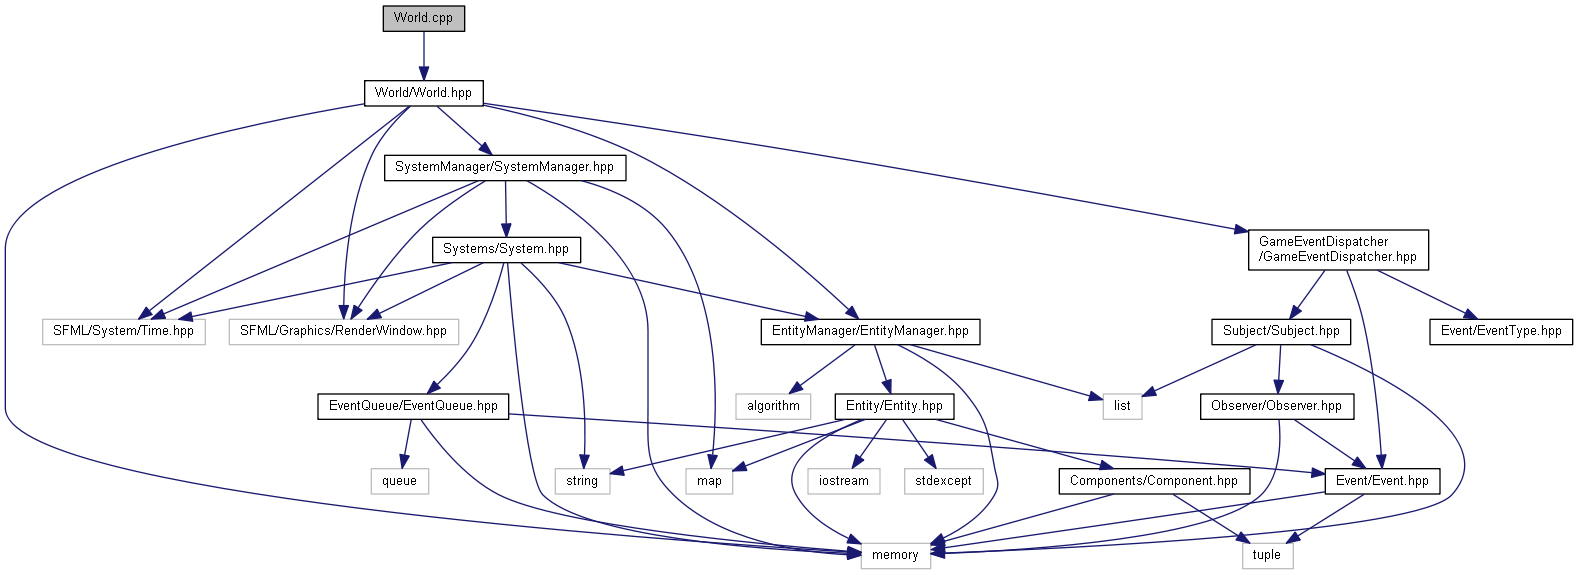 World.cpp
World/World.hpp
SystemManager/SystemManager.hpp
Systems/System.hpp
GameEventDispatcher
/GameEventDispatcher.hpp
SFML/System/Time.hpp
SFML/Graphics/RenderWindow.hpp
EntityManager/EntityManager.hpp
Subject/Subject.hpp
Event/EventType.hpp
EventQueue/EventQueue.hpp
algorithm
Entity/Entity.hpp
list
Observer/Observer.hpp
queue
string
map
iostream
stdexcept
Components/Component.hpp
Event/Event.hpp
memory
tuple